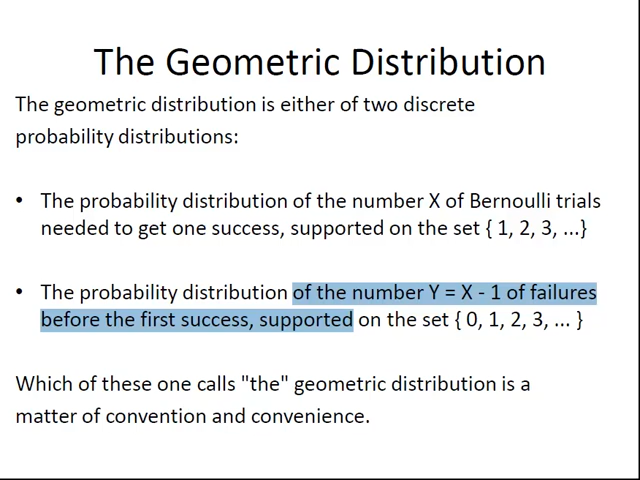 The Geometric Distribution
The geometric distribution is either of two discrete
probability distributions:
• The probability distribution of the number X of Bernoulli trials
needed to get one success, supported on the set { 1, 2, 3, ...}
• The probability distribution of the number Y = X - 1 of failures
before the first success, supported on the set { 0, 1, 2, 3, ... }
Which of these one calls "the" geometric distribution is a
matter of convention and convenience.